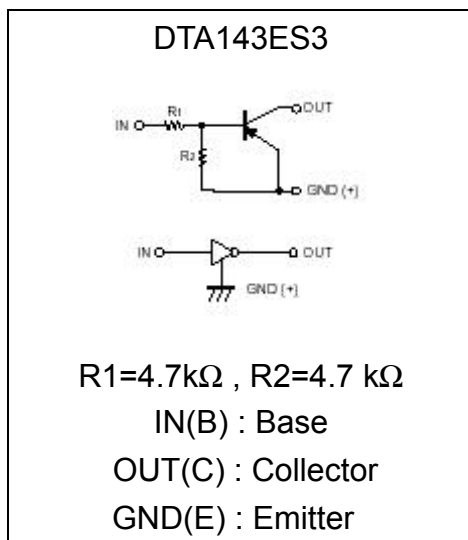 DTA143ES3
R1
OUT
IN
R2
GND (+)
IN
OUT
GND (+)
R1=4.7kΩ , R2=4.7 kΩ
IN(B) : Base
OUT(C) : Collector
GND(E) : Emitter